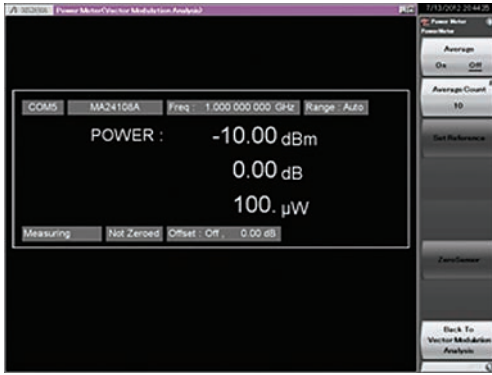 Power Meter(Vector Modulation Analysis)
7/13/2012 20:44:35
Power Meter
Power Meter
Average
On Off
Average Count
10
COM5 MA24108A Freq : 1.000 000 000 GHz Range : Auto
POWER : -10.00 dBm
0.00 dB
100. µW
Set Reference
Measuring Not Zeroed Offset : Off , 0.00 dB
Zero Sensor
Back To
Vector Modulation
Analysis